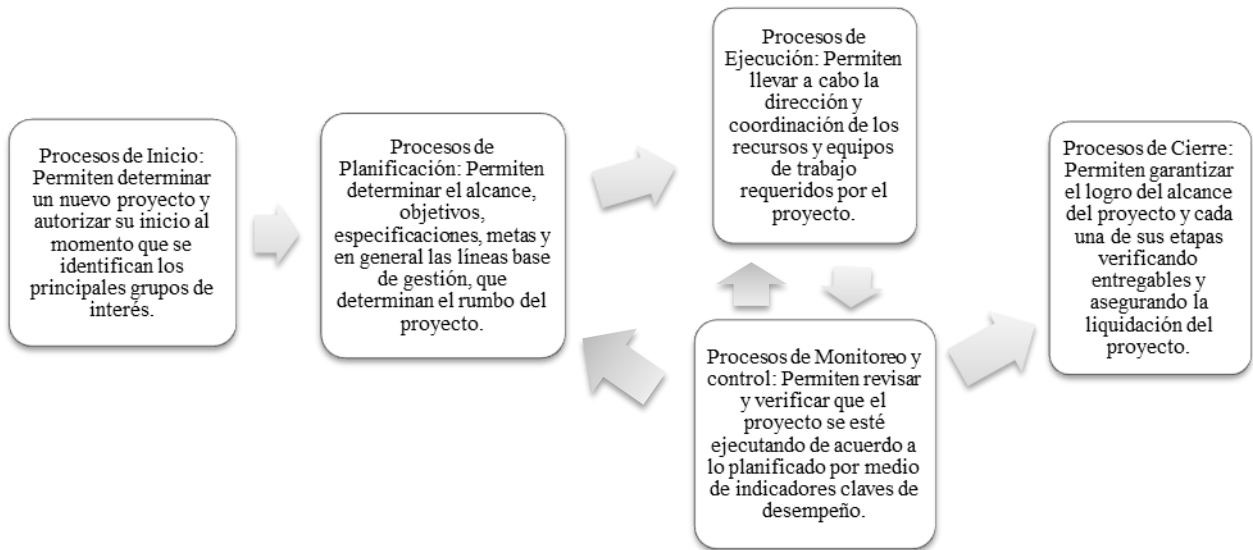 Procesos de Inicio:
Permiten determinar
un nuevo proyecto y
autorizar su inicio al
momento que se
identifican los
principales grupos de
interés.
Procesos de
Planificación: Permiten
determinar el alcance,
objetivos,
especificaciones, metas y
en general las líneas base
de gestión, que
determinan el rumbo del
proyecto.
Procesos de
Ejecución: Permiten
llevar a cabo la
dirección y
coordinación de los
recursos y equipos
de trabajo
requeridos por el
proyecto.
Procesos de Monitoreo y
control: Permiten revisar
y verificar que el
proyecto se esté
ejecutando de acuerdo a
lo planificado por medio
de indicadores claves de
desempeño.
Procesos de Cierre:
Permiten garantizar
el logro del alcance
del proyecto y cada
una de sus etapas
verificando
entregables y
asegurando la
liquidación del
proyecto.